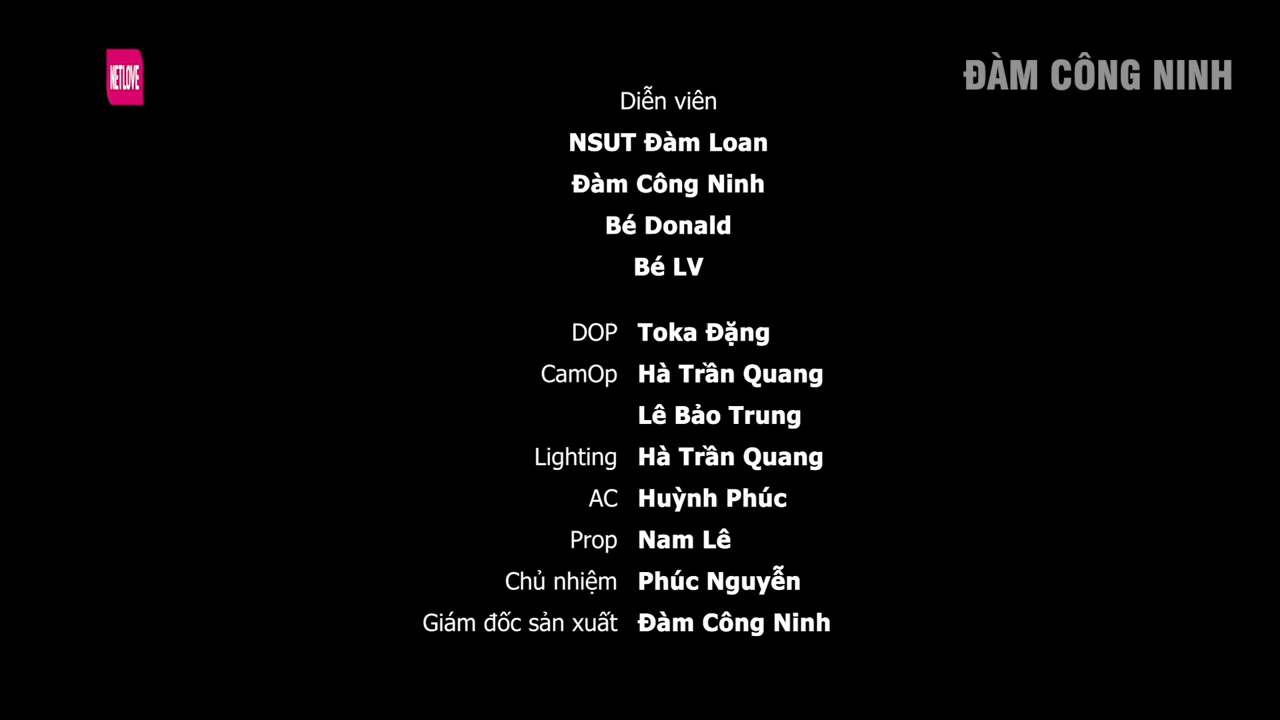 NETLOVE
ĐÀM CÔNG NINH
Diễn viên
NSUT Đàm Loan
Đàm Công Ninh
Bé Donald
Bé LV
DOP Toka Đặng
CamOp Hà Trần Quang
Lê Bảo Trung
Lighting Hà Trần Quang
AC Huỳnh Phúc
Prop Nam Lê
Chủ nhiệm Phúc Nguyễn
Giám đốc sản xuất Đàm Công Ninh